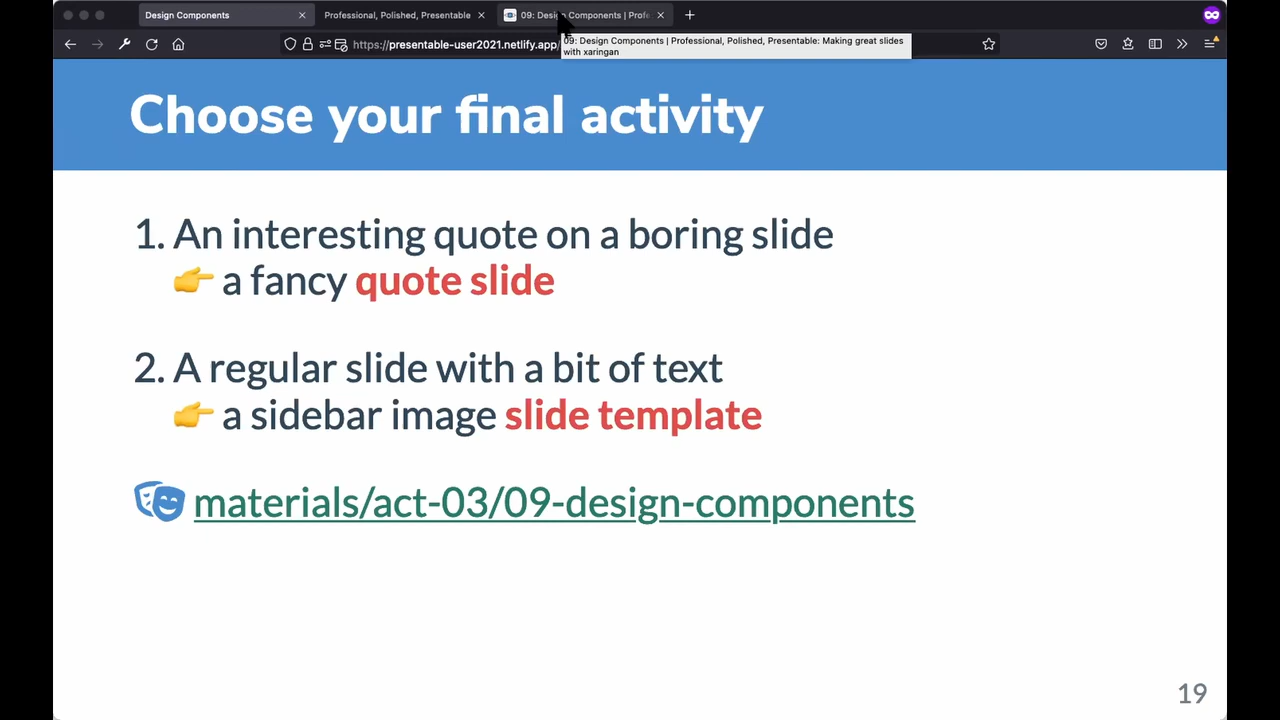 Design Components
Professional, Polished, Presentable
09: Design Components | Prof
https://presentable-user2021.netlify.app/
09: Design Components | Professional, Polished, Presentable: Making great slides
with xaringan
Choose your final activity
1. An interesting quote on a boring slide
👉 a fancy quote slide
2. A regular slide with a bit of text
👉 a sidebar image slide template
materials/act-03/09-design-components
19